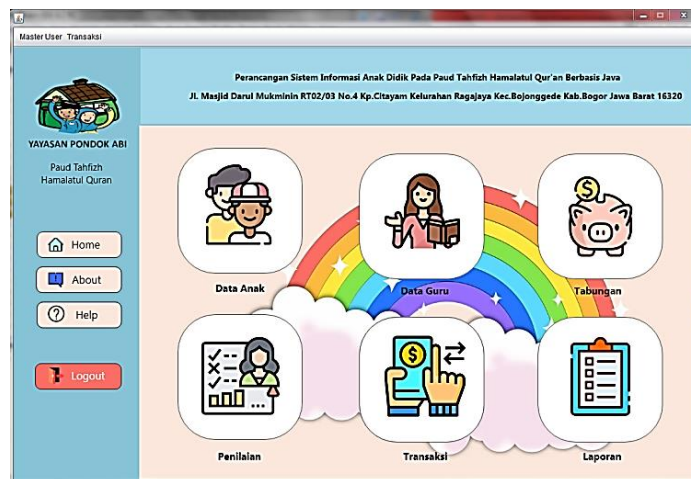 Master User Transaksi
Perancangan Sistem Informasi Anak Didik Pada Paud Tahfizh Hamalatul Qur'an Berbasis Java
Jl. Masjid Darul Mukminin RT02/03 No.4 Kp.Citayam Kelurahan Ragajaya Kec.Bojonggede Kab.Bogor Jawa Barat 16320
YAYASAN PONDOK ABI
Paud Tahfizh
Hamalatul Quran
Home
About
Help
Logout
Data Anak
Data Guru
Tabungan
Penilaian
Transaksi
Laporan